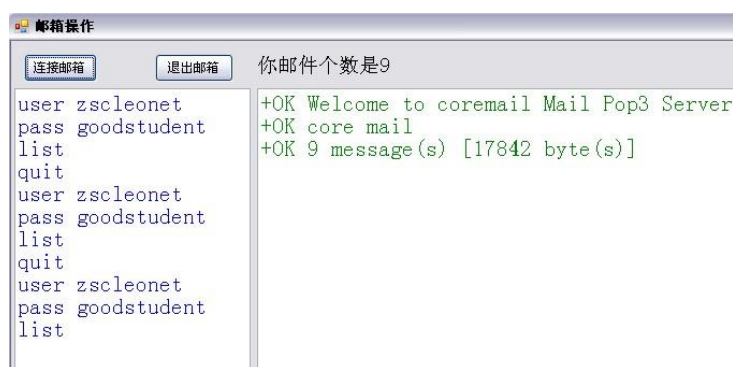 邮箱操作
连接邮箱 退出邮箱 你邮件个数是9
user zscleonet
pass goodstudent
list
quit
user zscleonet
pass goodstudent
list
quit
user zscleonet
pass goodstudent
list
+OK Welcome to coremail Mail Pop3 Server
+OK core mail
+OK 9 message(s) [17842 byte(s)]